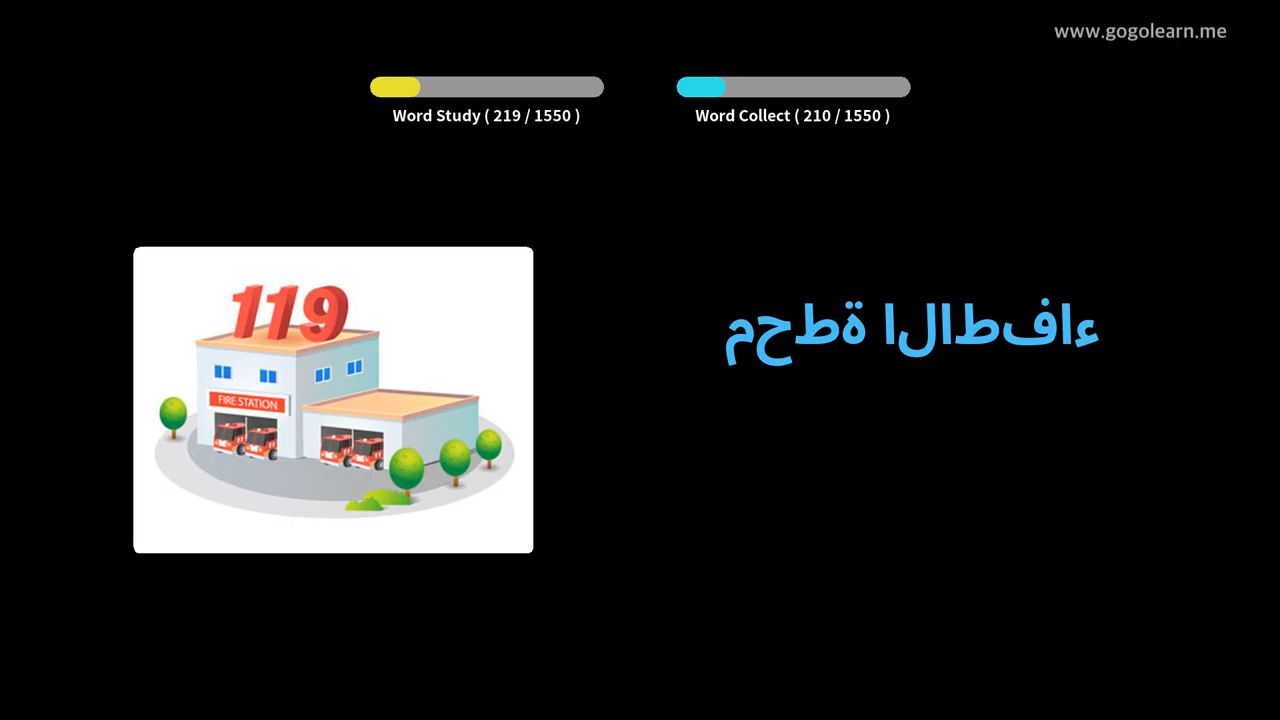 www.gogolearn.me
Word Study ( 219 / 1550 )
Word Collect ( 210 / 1550 )
119
FIRE STATION
محطة الاطفاء